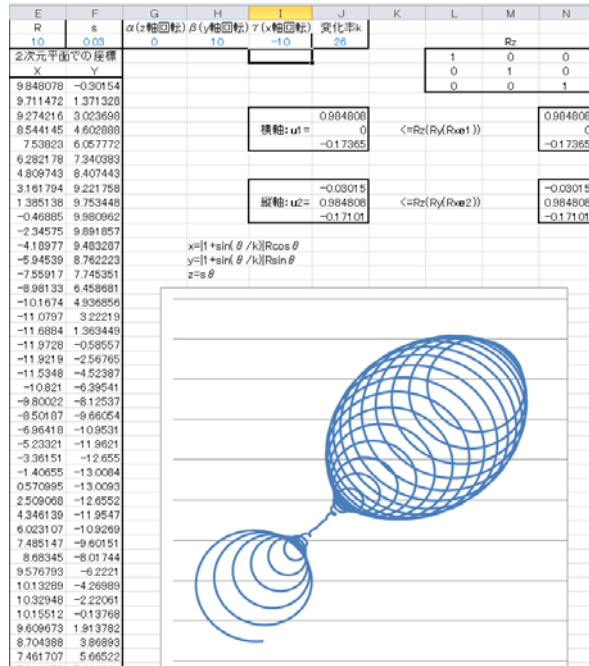 E F G H I J K L M N
R s α(z軸回転) β(y軸回転) γ(x軸回転) 変化率k
10 0.03 0 10 -10 26 Rz
2次元平面での座標 1 0 0
X Y 0 1 0
9.848078 -0.30154 0 0 1
9.711472 1.371328
9.274216 3.023698 0.984808 0.984808
8.544145 4.602888 横軸:u1= 0 <=Rz(Ry(Rxe1)) 0
7.53823 6.057772 -0.17365 -0.17365
6.282178 7.340383
4.809743 8.407443
3.161794 9.221758 -0.03015 -0.03015
1.385138 9.753448 縦軸:u2= 0.984808 <=Rz(Ry(Rxe2)) 0.984808
-0.46885 9.980962 -0.17101 -0.17101
-2.34575 9.891857
-4.18977 9.483287 x=|1+sin(θ/k)|Rcosθ
-5.94539 8.762223 y=|1+sin(θ/k)|Rsinθ
-7.55917 7.745351 z=sθ
-8.98133 6.458681
-10.1674 4.936856
-11.0797 3.22219
-11.6884 1.363449
-11.9728 -0.58557
-11.9219 -2.56765
-11.5348 -4.52387
-10.821 -6.39541
-9.80022 -8.12537
-8.50187 -9.66054
-6.96418 -10.9531
-5.23321 -11.9621
-3.36151 -12.655
-1.40655 -13.0084
0.570995 -13.0093
2.509068 -12.6552
4.346139 -11.9547
6.023107 -10.9269
7.485147 -9.60151
8.68345 -8.01744
9.576793 -6.2221
10.13289 -4.26989
10.32948 -2.22061
10.15512 -0.13768
9.609673 1.913782
8.704388 3.86893
7.461707 5.66522